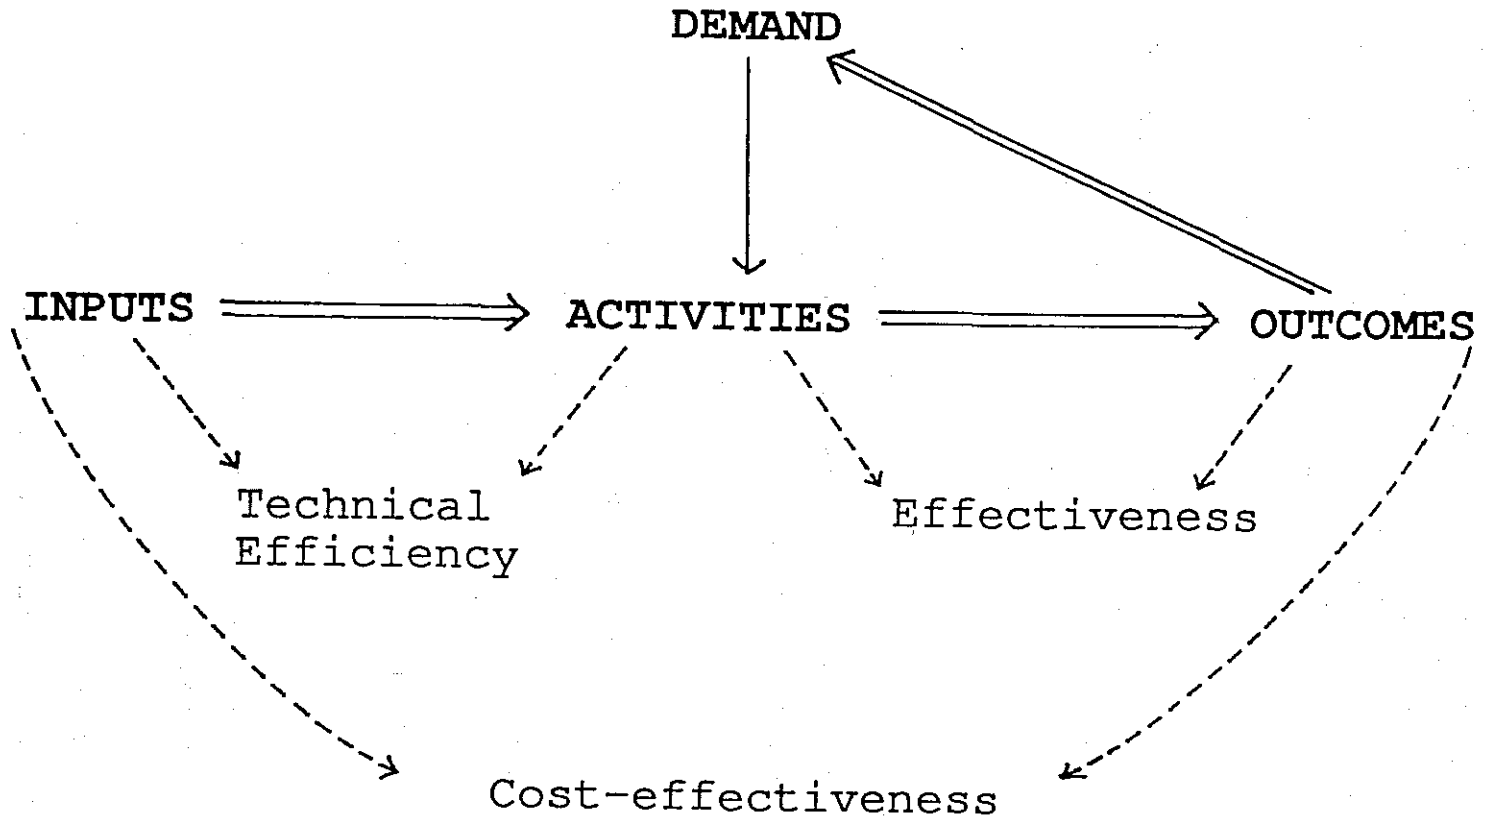 DEMAND
INPUTS
ACTIVITIES
OUTCOMES
Technical
Efficiency
Effectiveness
Cost-effectiveness